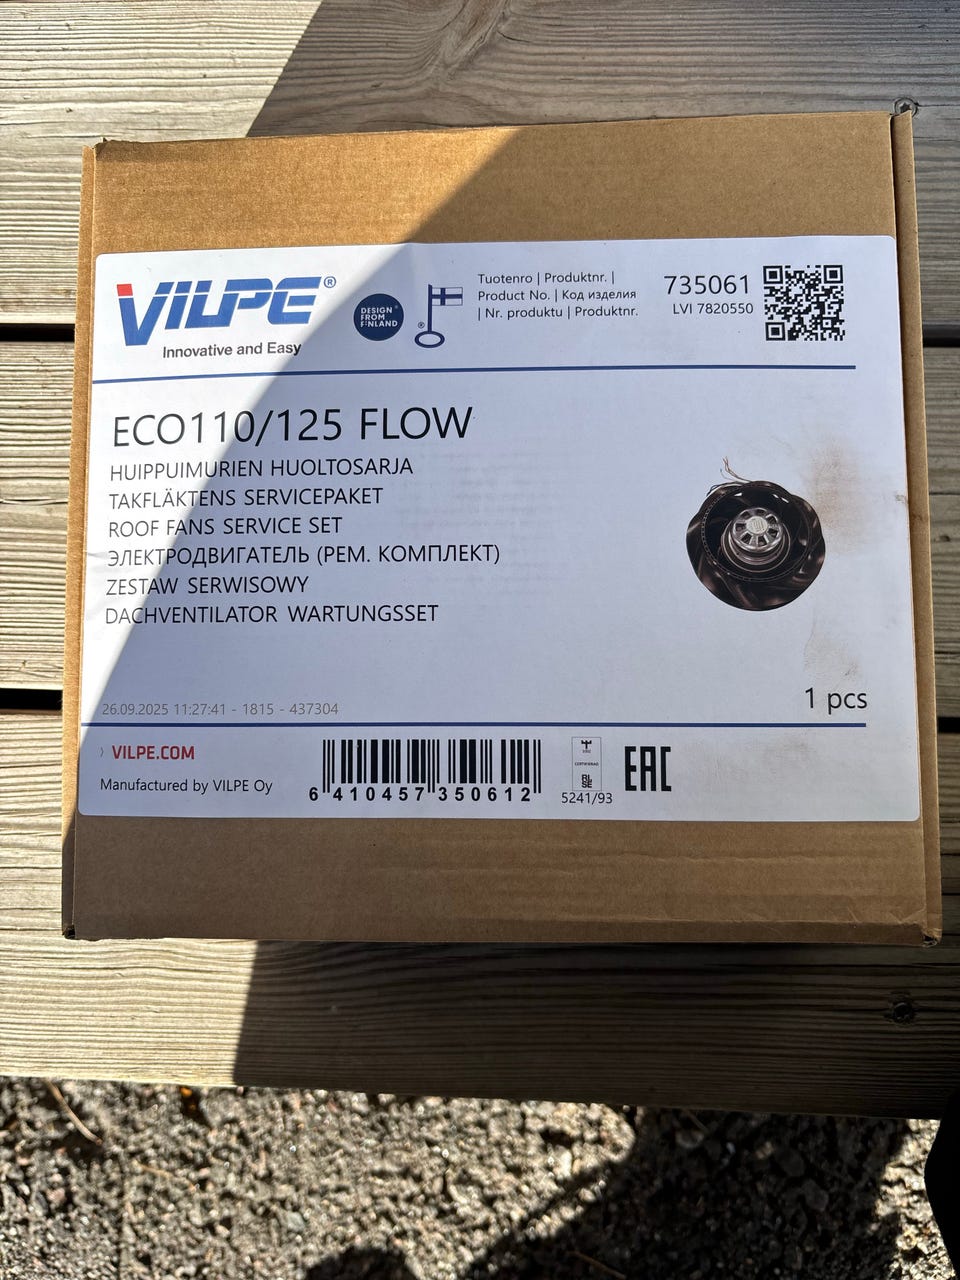 VILPE®
Innovative and Easy
DESIGN
FROM
FINLAND
®
Tuotenro | Produktnr. |
Product No. | Код изделия
| Nr. produktu | Produktnr.
735061
LVI 7820550
ECO110/125 FLOW
HUIPPUIMURIEN HUOLTOSARJA
TAKFLÄKTENS SERVICEPAKET
ROOF FANS SERVICE SET
ЭЛЕКТРОДВИГАТЕЛЬ (РЕМ. КОМПЛЕКТ)
ZESTAW SERWISOWY
DACHVENTILATOR WARTUNGSSET
1 pcs
26.09.2025 11:27:41 - 1815 - 437304
VILPE.COM
Manufactured by VILPE Oy
6 410457 350612
CERTIFIERAD
RI
SE
5241/93
EAC